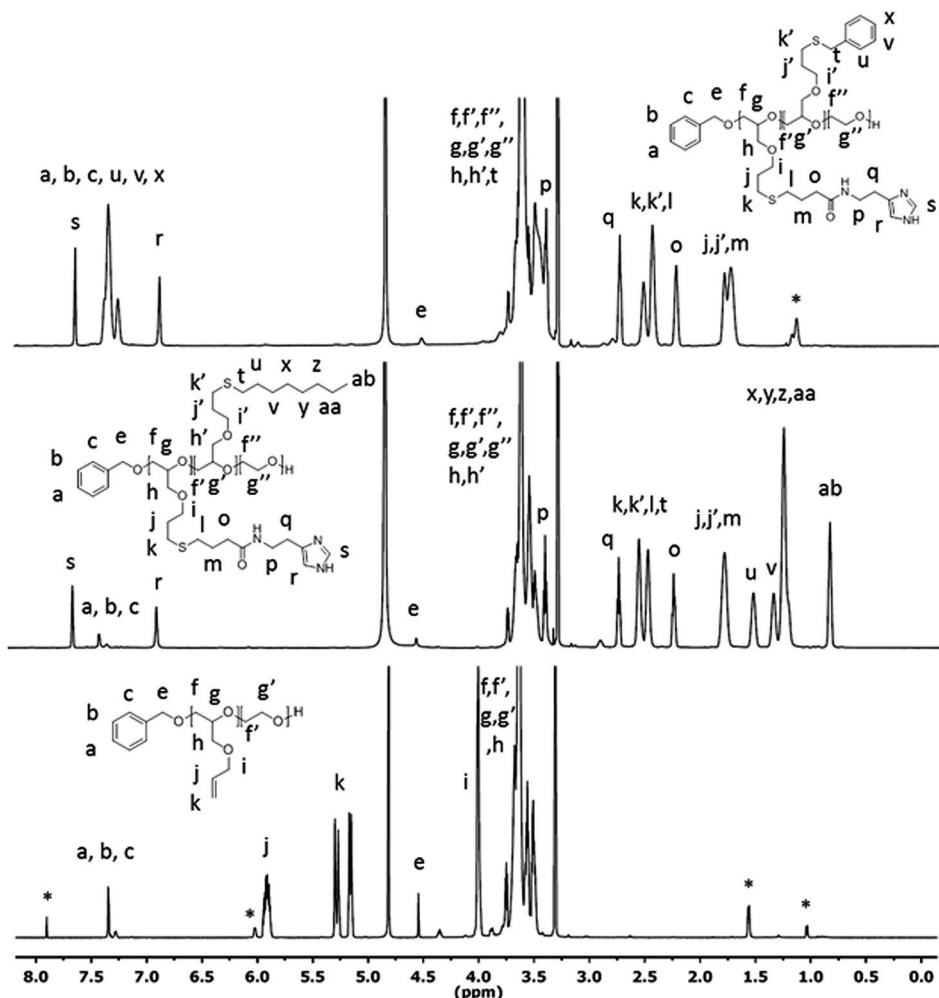 k'
x
S
v
t
j'
u
i'
O
f
g
f''
e
c
b
O
O
O
O H
a
h
f' g'
g''
O
i
j
l
o
H
N
q
N
k
S
m
O
p
r
NH
s
f,f',f'',
g,g',g''
h,h',t
a, b, c, u, v, x
s
r
e
p
q
k,k',l
o
j,j',m
*
u
x
z
k'
S
t
ab
v
y
aa
j'
i'
h'
O
f
g
f''
e
c
b
O
O
O
O H
a
h
f' g'
g''
O
i
j
l
o
H
N
q
N
k
S
m
O
p
r
NH
s
f,f',f'',
g,g',g''
h,h'
x,y,z,aa
s
a, b, c
r
e
p
q
k,k',l,t
o
j,j',m
u
v
ab
f
g
g'
c
e
b
O
O
O H
a
h
f'
O
j
i
k
f,f',
g,g'
,h
*
a, b, c
*
j
k
e
i
*
*
8.0 7.5 7.0 6.5 6.0 5.5 5.0 4.5 4.0 3.5 3.0 2.5 2.0 1.5 1.0 0.5 0.0
(ppm)